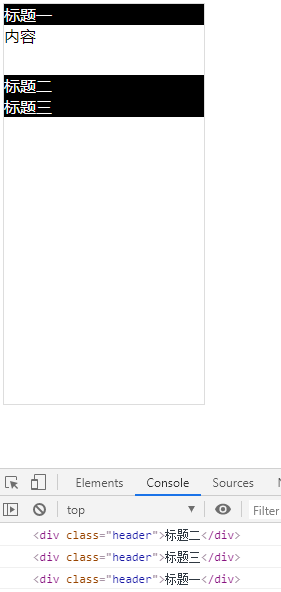 标题一
内容
标题二
标题三
Elements Console Sources
top Filter
<div class="header">标题二</div>
<div class="header">标题三</div>
<div class="header">标题一</div>